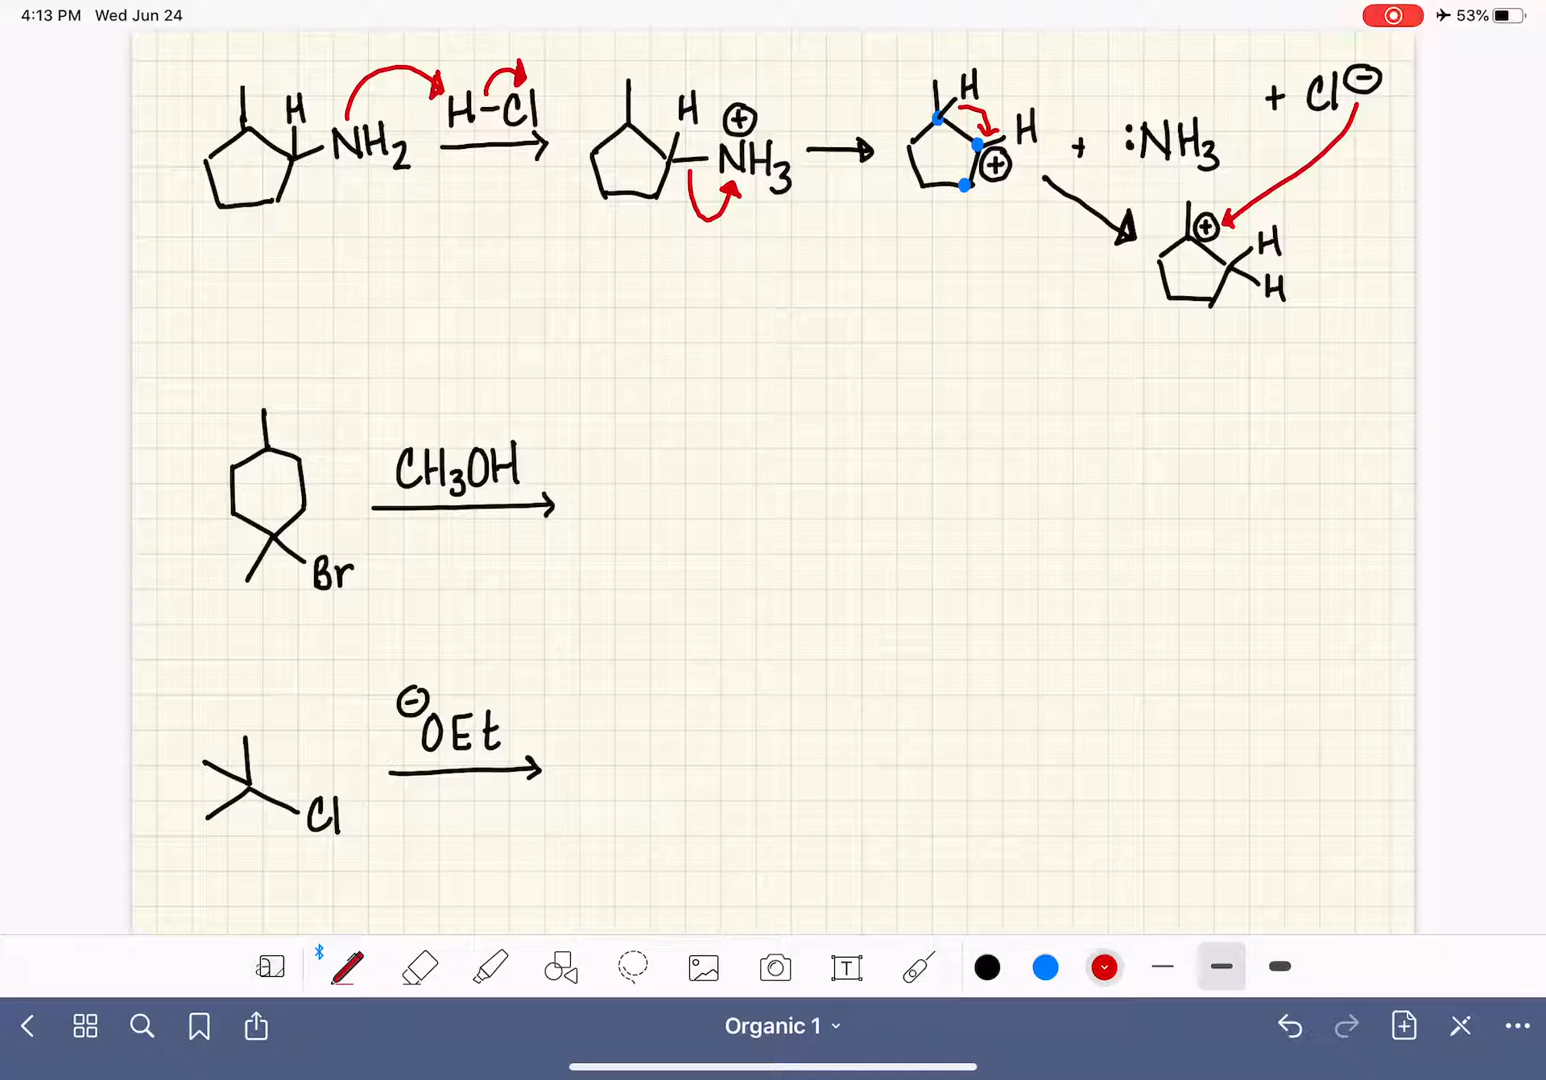 4:13 PM Wed Jun 24
53%
H NH2 H-Cl H ⊕ NH3 H H ⊕ + :NH3 + Cl ⊖
⊕ H
H
CH3OH
Br
⊖
OEt
Cl
T
Organic 1